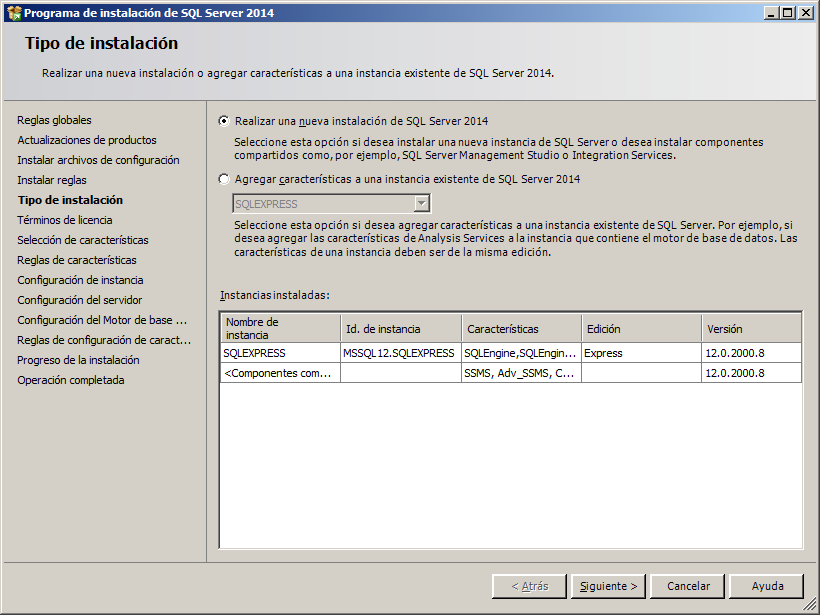 Programa de instalación de SQL Server 2014
Tipo de instalación
Realizar una nueva instalación o agregar características a una instancia existente de SQL Server 2014.
Reglas globales
Actualizaciones de productos
Instalar archivos de configuración
Instalar reglas
Tipo de instalación
Términos de licencia
Selección de características
Reglas de características
Configuración de instancia
Configuración del servidor
Configuración del Motor de base ...
Reglas de configuración de caract...
Progreso de la instalación
Operación completada
Realizar una nueva instalación de SQL Server 2014
Seleccione esta opción si desea instalar una nueva instancia de SQL Server o desea instalar componentes
compartidos como, por ejemplo, SQL Server Management Studio o Integration Services.
Agregar características a una instancia existente de SQL Server 2014
SQLEXPRESS
Seleccione esta opción si desea agregar características a una instancia existente de SQL Server. Por ejemplo, si
desea agregar las características de Analysis Services a la instancia que contiene el motor de base de datos. Las
características de una instancia deben ser de la misma edición.
Instancias instaladas:
Nombre de instancia Id. de instancia Características Edición Versión
SQLEXPRESS MSSQL12.SQLEXPRESS SQLEngine,SQLEngin... Express 12.0.2000.8
<Componentes com... SSMS, Adv_SSMS, C... 12.0.2000.8
< Atrás Siguiente > Cancelar Ayuda